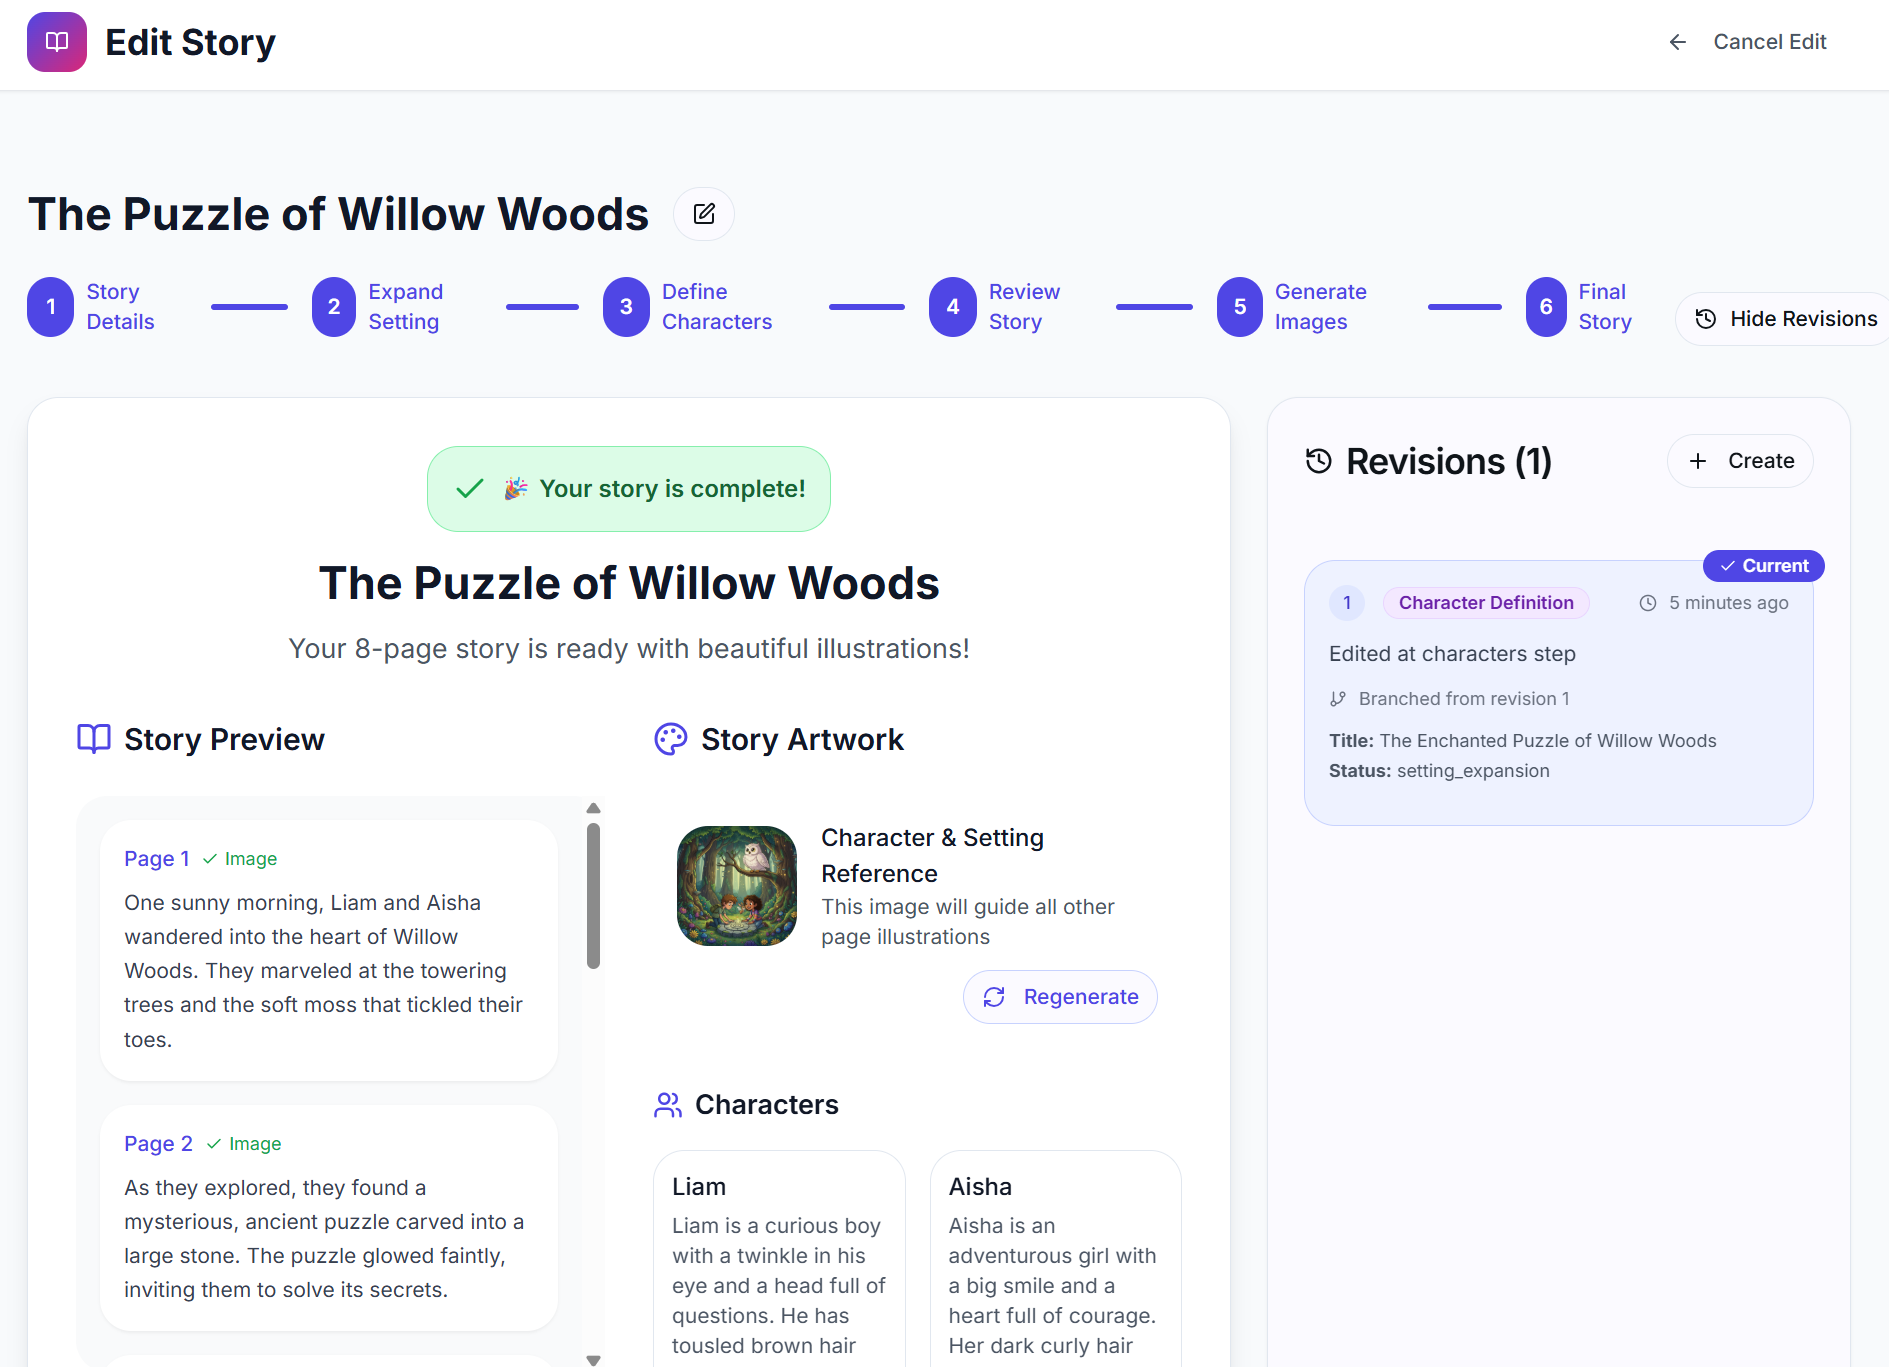 Edit Story
Cancel Edit
The Puzzle of Willow Woods
1
Story
Details
2
Expand
Setting
3
Define
Characters
4
Review
Story
5
Generate
Images
6
Final
Story
Hide Revisions
🎉 Your story is complete!
The Puzzle of Willow Woods
Your 8-page story is ready with beautiful illustrations!
Story Preview
Page 1 ✓ Image
One sunny morning, Liam and Aisha
wandered into the heart of Willow
Woods. They marveled at the towering
trees and the soft moss that tickled their
toes.
Page 2 ✓ Image
As they explored, they found a
mysterious, ancient puzzle carved into a
large stone. The puzzle glowed faintly,
inviting them to solve its secrets.
Story Artwork
Character & Setting
Reference
This image will guide all other
page illustrations
Regenerate
Characters
Liam
Liam is a curious boy
with a twinkle in his
eye and a head full of
questions. He has
tousled brown hair
Aisha
Aisha is an
adventurous girl with
a big smile and a
heart full of courage.
Her dark curly hair
Revisions (1)
+ Create
✓ Current
1
Character Definition
5 minutes ago
Edited at characters step
Branched from revision 1
Title: The Enchanted Puzzle of Willow Woods
Status: setting_expansion